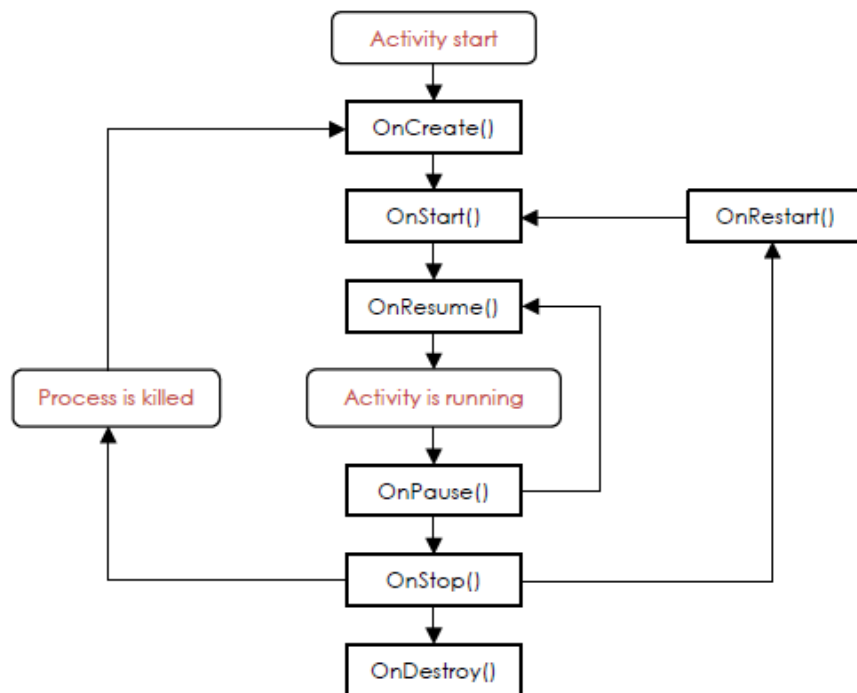 Activity start
OnCreate()
OnStart()
OnRestart()
OnResume()
Process is killed
Activity is running
OnPause()
OnStop()
OnDestroy()